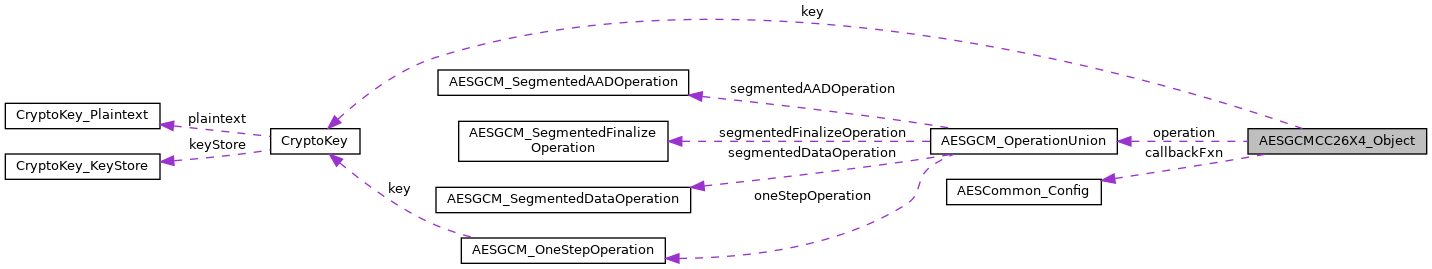 key
AESGCM_SegmentedAADOperation
segmentedAADOperation
CryptoKey_Plaintext
plaintext
AESGCM_SegmentedFinalize
Operation
segmentedFinalizeOperation
operation
CryptoKey
AESGCM_OperationUnion
AESGCMCC26X4_Object
keyStore
segmentedDataOperation
callbackFxn
CryptoKey_KeyStore
key
AESGCM_SegmentedDataOperation
oneStepOperation
AESCommon_Config
AESGCM_OneStepOperation